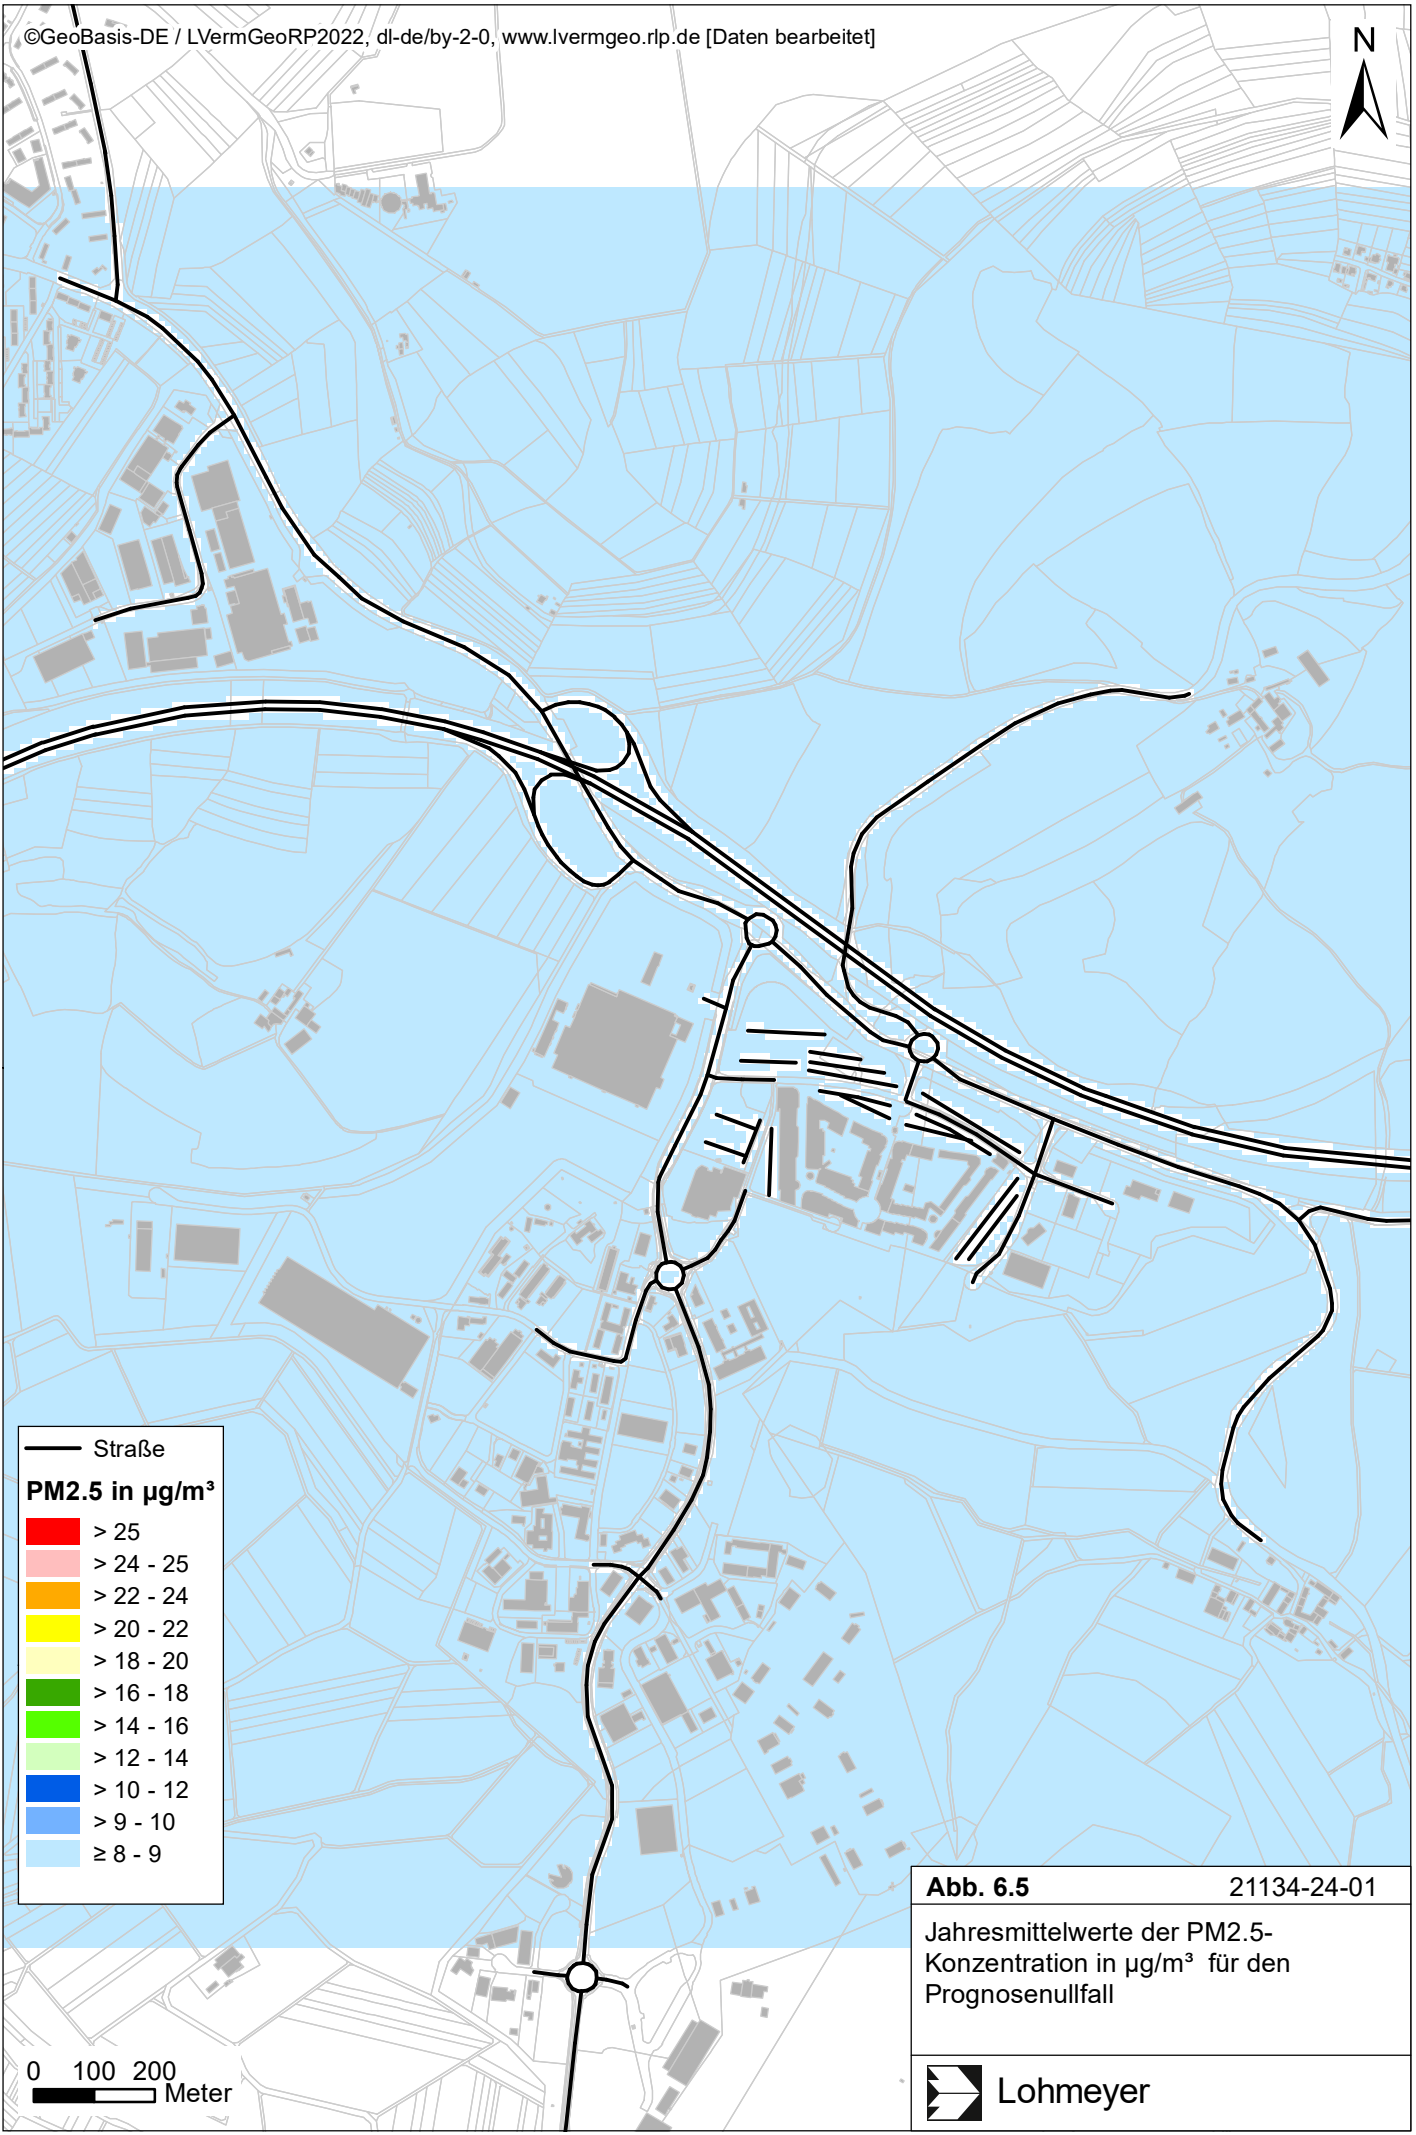 ©GeoBasis-DE / LVermGeoRP2022, dl-de/by-2-0, www.lvermgeo.rlp.de [Daten bearbeitet]
N
Straße
PM2.5 in µg/m³
> 25
> 24 - 25
> 22 - 24
> 20 - 22
> 18 - 20
> 16 - 18
> 14 - 16
> 12 - 14
> 10 - 12
> 9 - 10
≥ 8 - 9
0 100 200
Meter
Abb. 6.5 21134-24-01
Jahresmittelwerte der PM2.5-
Konzentration in µg/m³ für den
Prognosenullfall
Lohmeyer